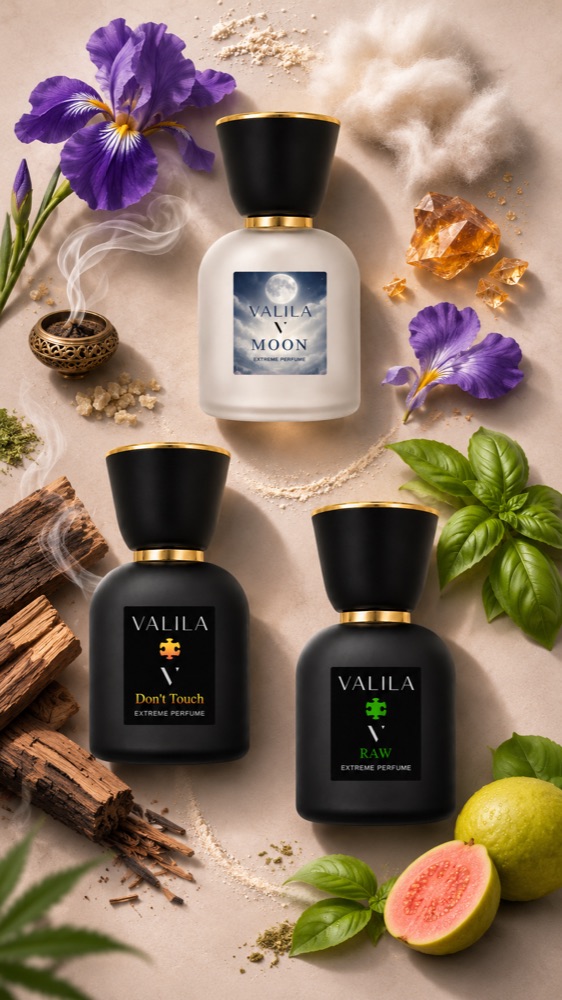 VALILA
V
MOON
EXTREME PERFUME
VALILA
V
Don't Touch
EXTREME PERFUME
VALILA
V
RAW
EXTREME PERFUME